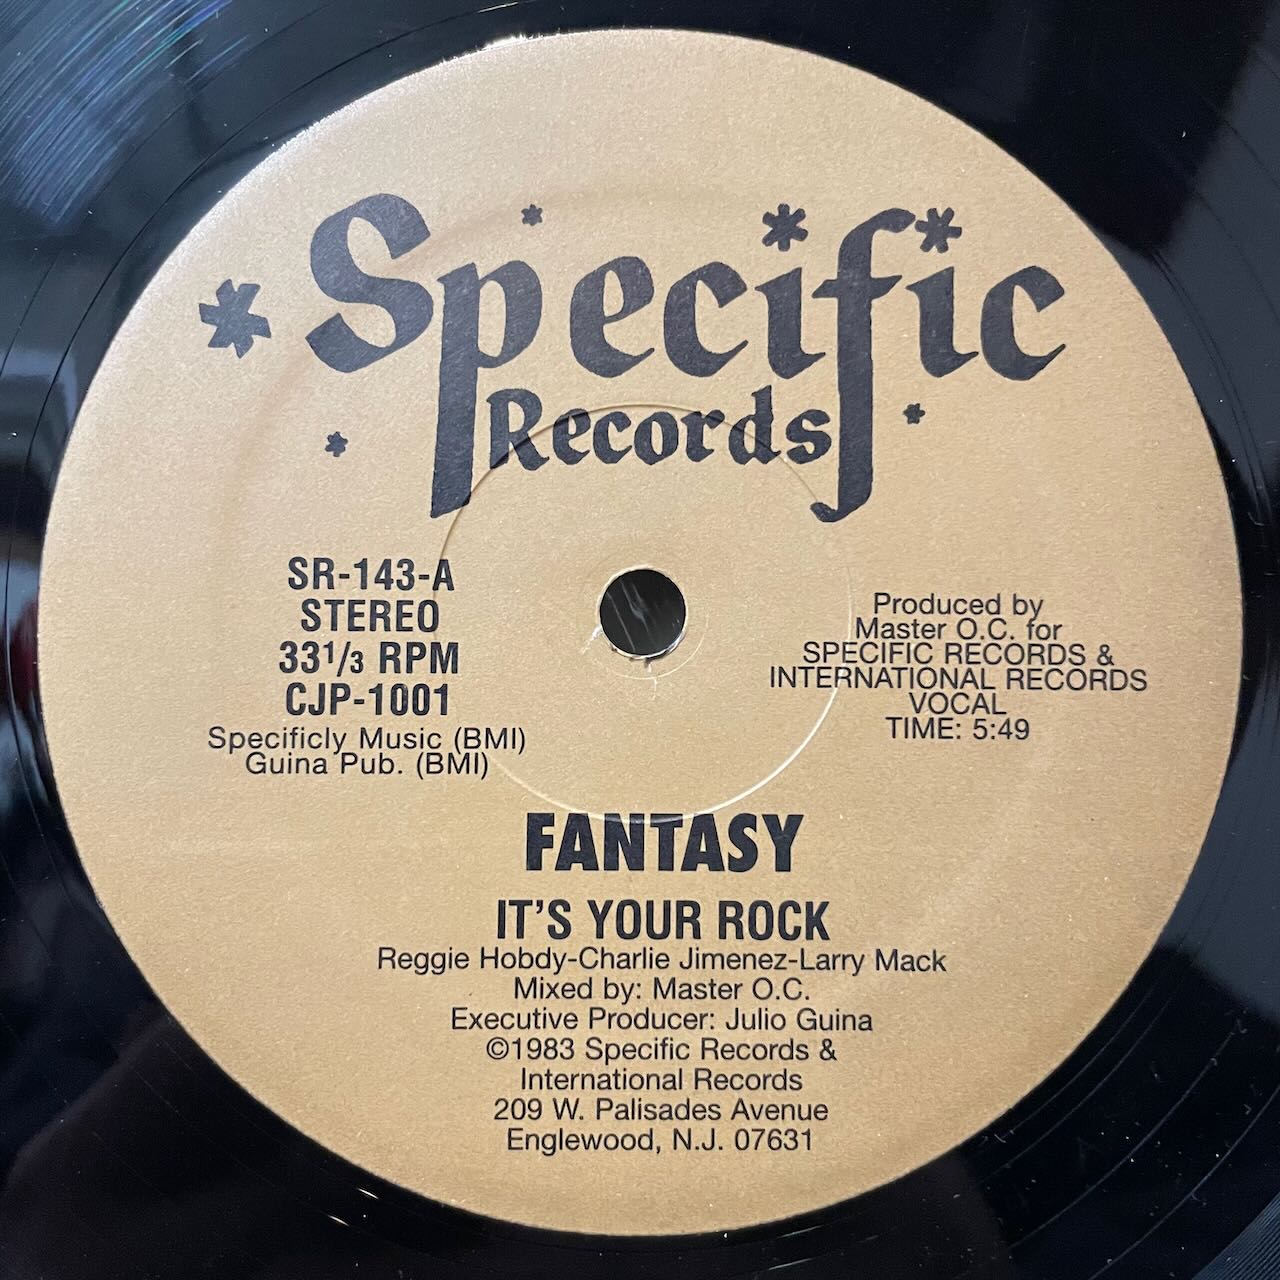 Specific
Records
SR-143-A
STEREO
33 1/3 RPM
CJP-1001
Specificly Music (BMI)
Guina Pub. (BMI)
Produced by
Master O.C. for
SPECIFIC RECORDS &
INTERNATIONAL RECORDS
VOCAL
TIME: 5:49
FANTASY
IT'S YOUR ROCK
Reggie Hobdy-Charlie Jimenez-Larry Mack
Mixed by: Master O.C.
Executive Producer: Julio Guina
©1983 Specific Records &
International Records
209 W. Palisades Avenue
Englewood, N.J. 07631